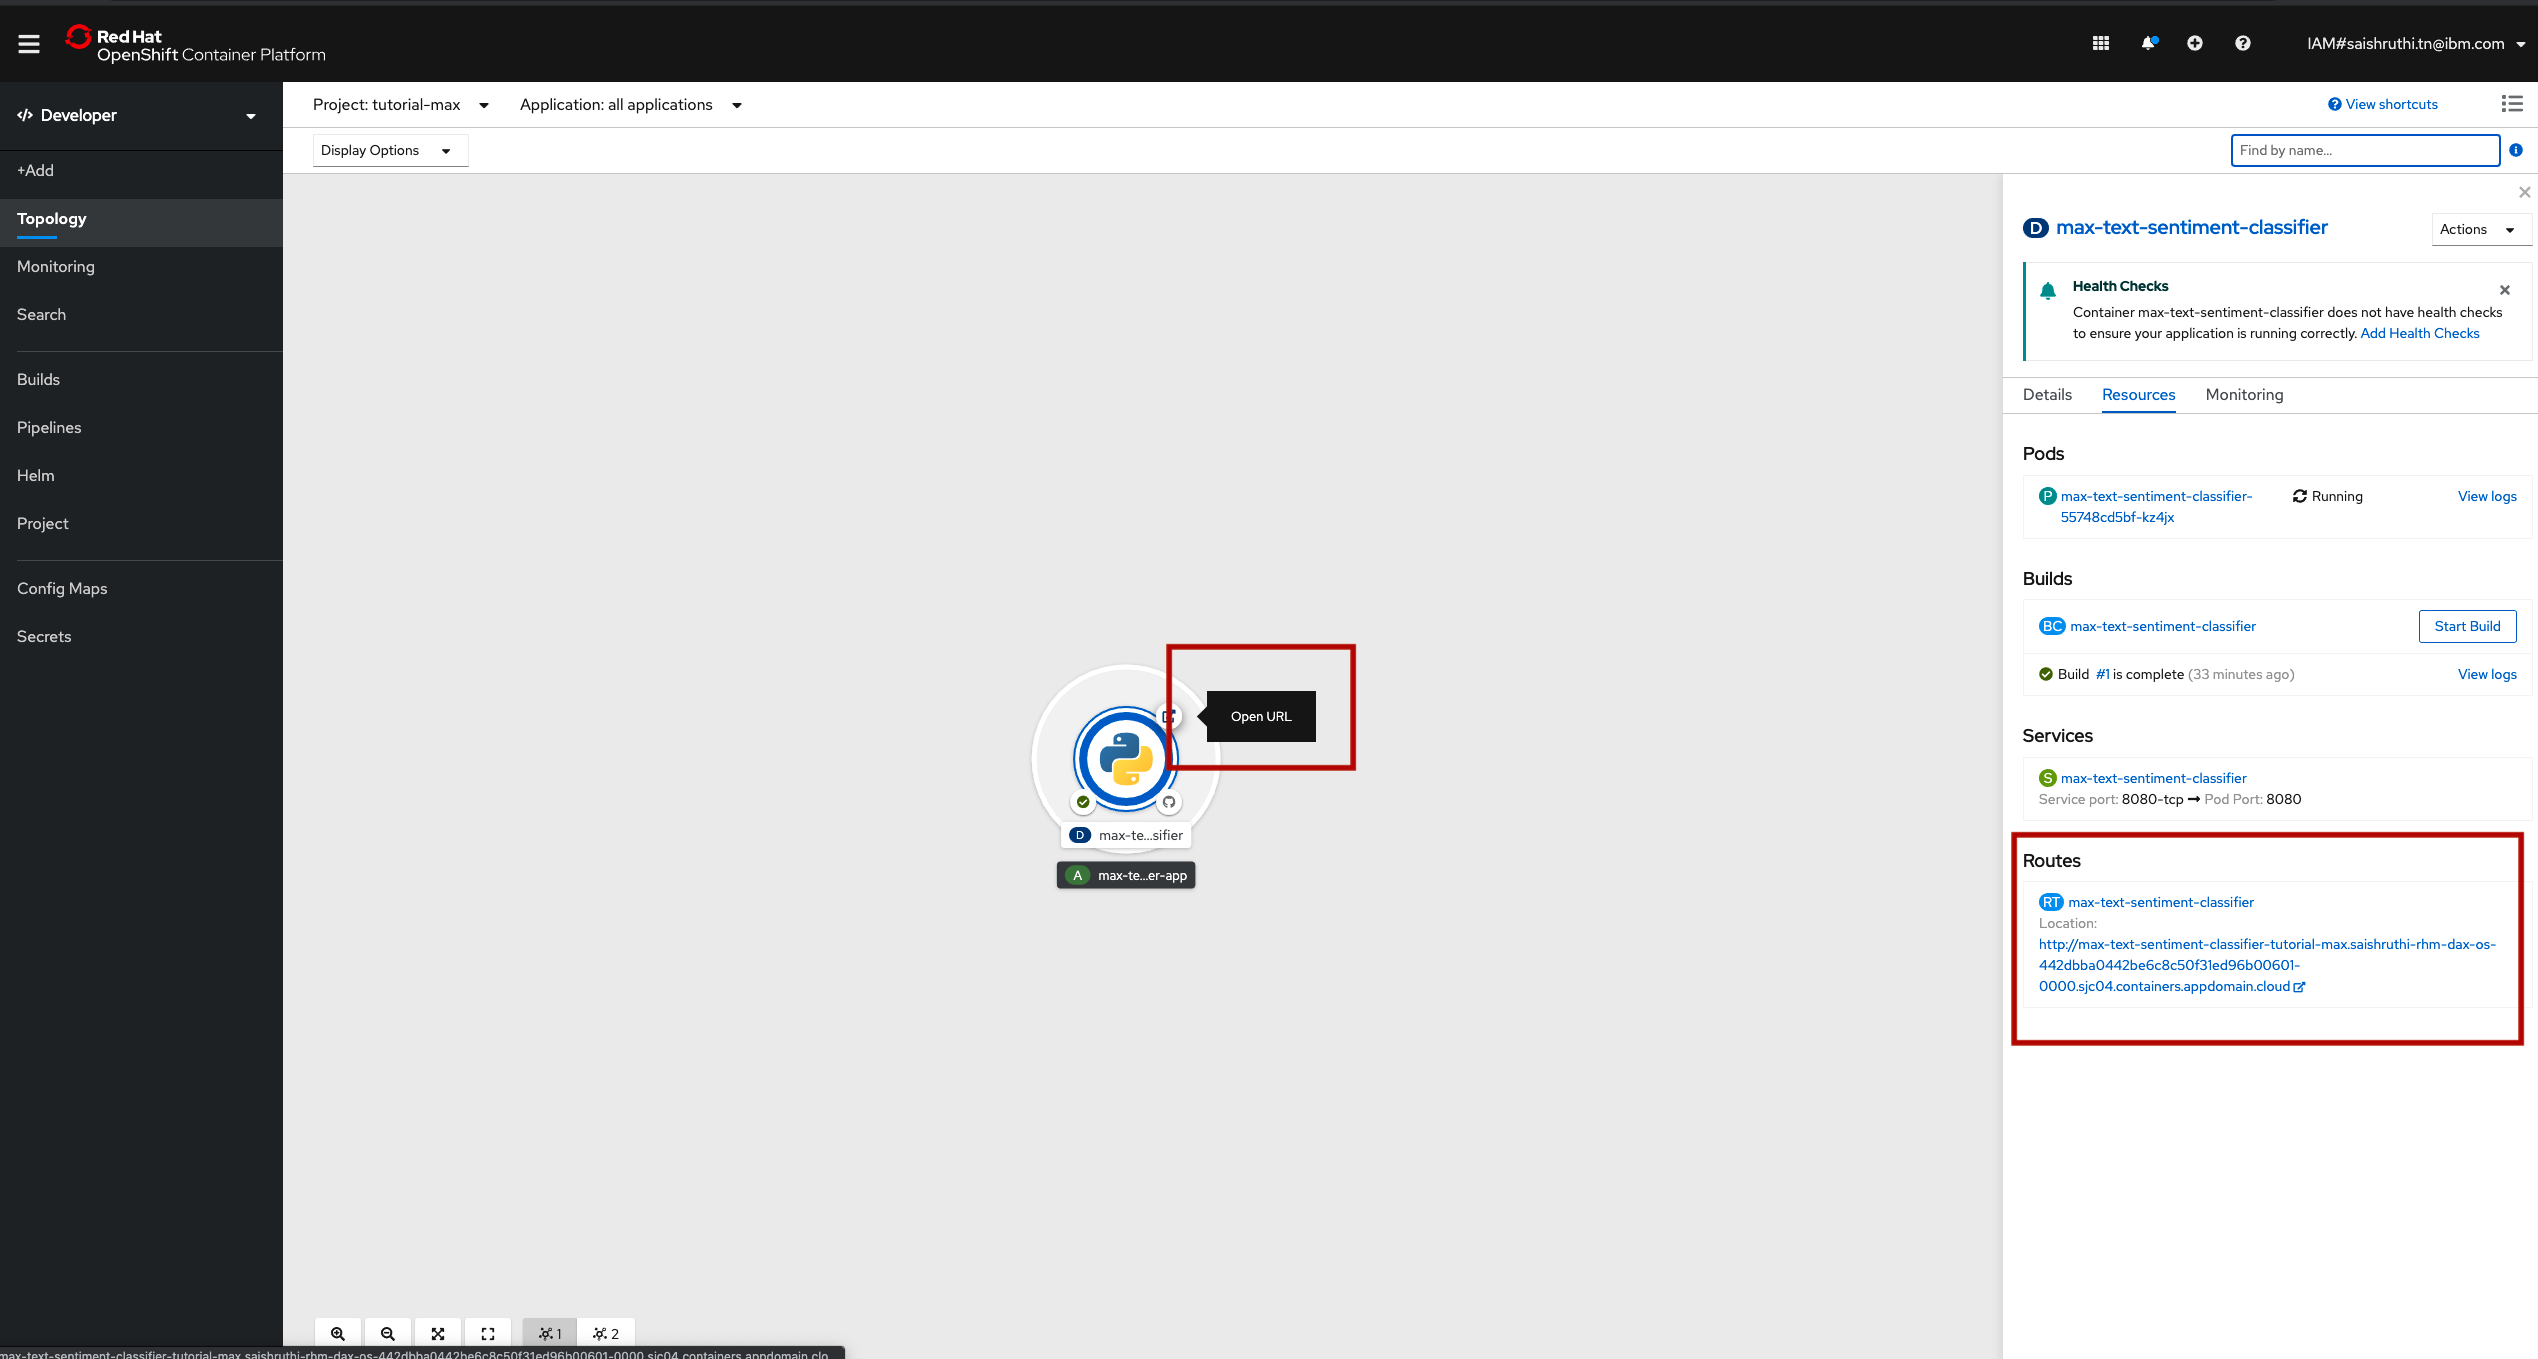 Red Hat
OpenShift Container Platform
IAM#saishruthi.tn@ibm.com
Developer
+Add
Topology
Monitoring
Search
Builds
Pipelines
Helm
Project
Config Maps
Secrets
Project: tutorial-max
Application: all applications
View shortcuts
Display Options
Find by name...
Open URL
D max-te...sifier
A max-te...er-app
1
2
D max-text-sentiment-classifier
Actions
Health Checks
Container max-text-sentiment-classifier does not have health checks
to ensure your application is running correctly. Add Health Checks
Details Resources Monitoring
Pods
P max-text-sentiment-classifier- Running View logs
55748cd5bf-kz4jx
Builds
BC max-text-sentiment-classifier Start Build
Build #1 is complete (33 minutes ago) View logs
Services
S max-text-sentiment-classifier
Service port: 8080-tcp → Pod Port: 8080
Routes
RT max-text-sentiment-classifier
Location:
http://max-text-sentiment-classifier-tutorial-max.saishruthi-rhm-dax-os-
442dbba0442be6c8c50f31ed96b00601-
0000.sjc04.containers.appdomain.cloud
max-text-sentiment-classifier-tutorial-max.saishruthi-rhm-dax-os-442dbba0442be6c8c50f31ed96b00601-0000.sjc04.containers.appdomain.clo